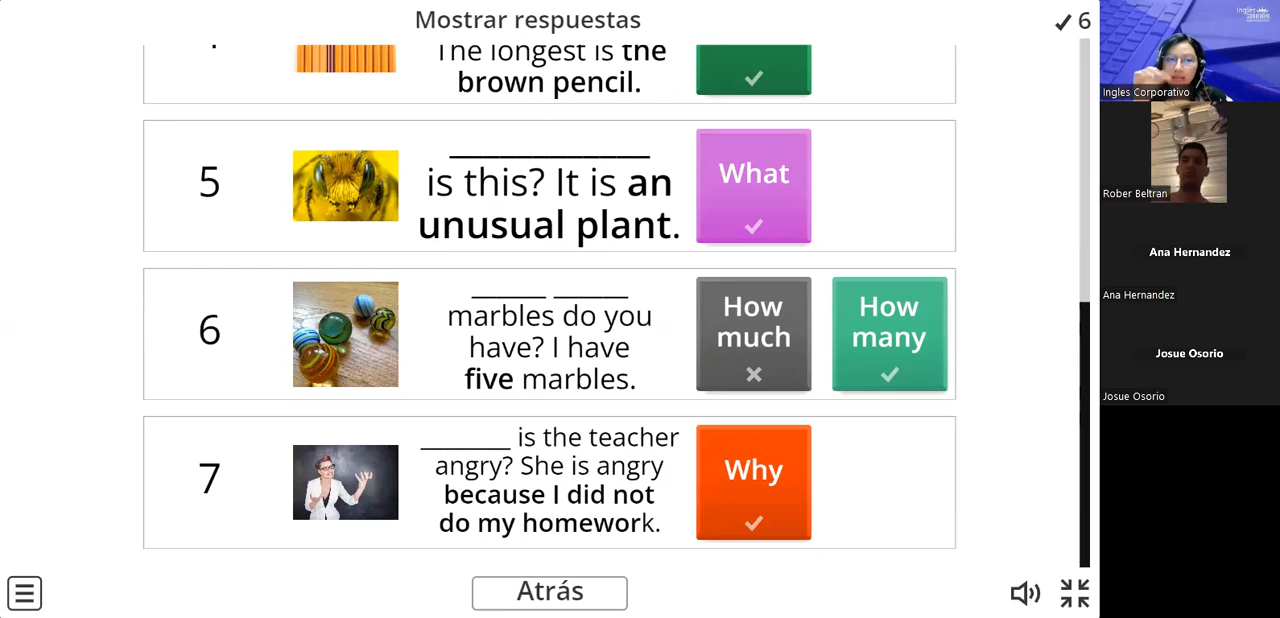 Mostrar respuestas
✓ 6
The longest is the
brown pencil.
5
____________
is this? It is an
unusual plant.
What
6
_____ _____
marbles do you
have? I have
five marbles.
How
much
How
many
7
______ is the teacher
angry? She is angry
because I did not
do my homework.
Why
Atrás
Ingles Corporativo
Rober Beltran
Ana Hernandez
Ana Hernandez
Josue Osorio
Josue Osorio